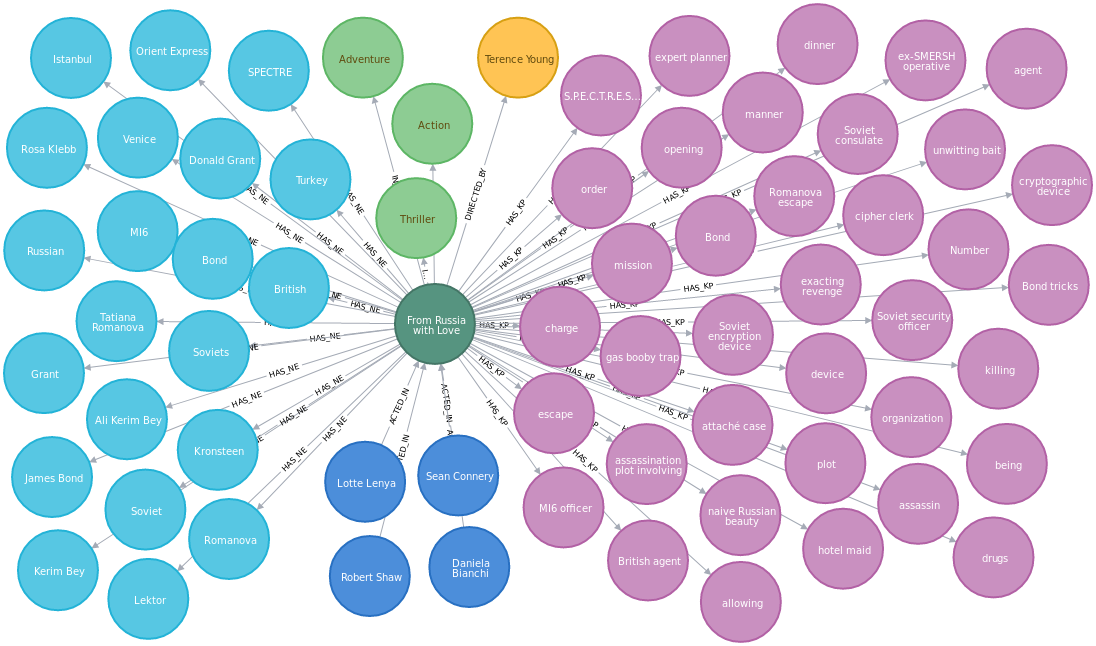 Istanbul
Orient Express
SPECTRE
Adventure
Terence Young
expert planner
dinner
ex-SMERSH
operative
agent
S.P.E.C.T.R.E.S...
Action
manner
Rosa Klebb
Venice
Donald Grant
Turkey
opening
Soviet
consulate
unwitting bait
cryptographic
device
order
Romanova
escape
cipher clerk
Thriller
Russian
MI6
Bond
British
mission
Bond
Number
exacting
revenge
Bond tricks
Tatiana
Romanova
Soviets
From Russia
with Love
charge
gas booby trap
Soviet
encryption
device
Soviet security
officer
Grant
device
killing
Ali Kerim Bey
Kronsteen
escape
attaché case
organization
James Bond
Lotte Lenya
Sean Connery
assassination
plot involving
plot
being
Soviet
Romanova
MI6 officer
naive Russian
beauty
assassin
Kerim Bey
Lektor
Robert Shaw
Daniela
Bianchi
British agent
hotel maid
drugs
allowing
DIRECTED_BY
ACTED_IN
HAS_NE
HAS_NE
HAS_NE
HAS_NE
HAS_NE
HAS_NE
HAS_NE
HAS_NE
HAS_NE
HAS_NE
HAS_NE
HAS_NE
HAS_KP
HAS_KP
HAS_KP
HAS_KP
HAS_KP
HAS_KP
HAS_KP
HAS_KP
HAS_KP
HAS_KP
HAS_KP
HAS_KP
HAS_KP